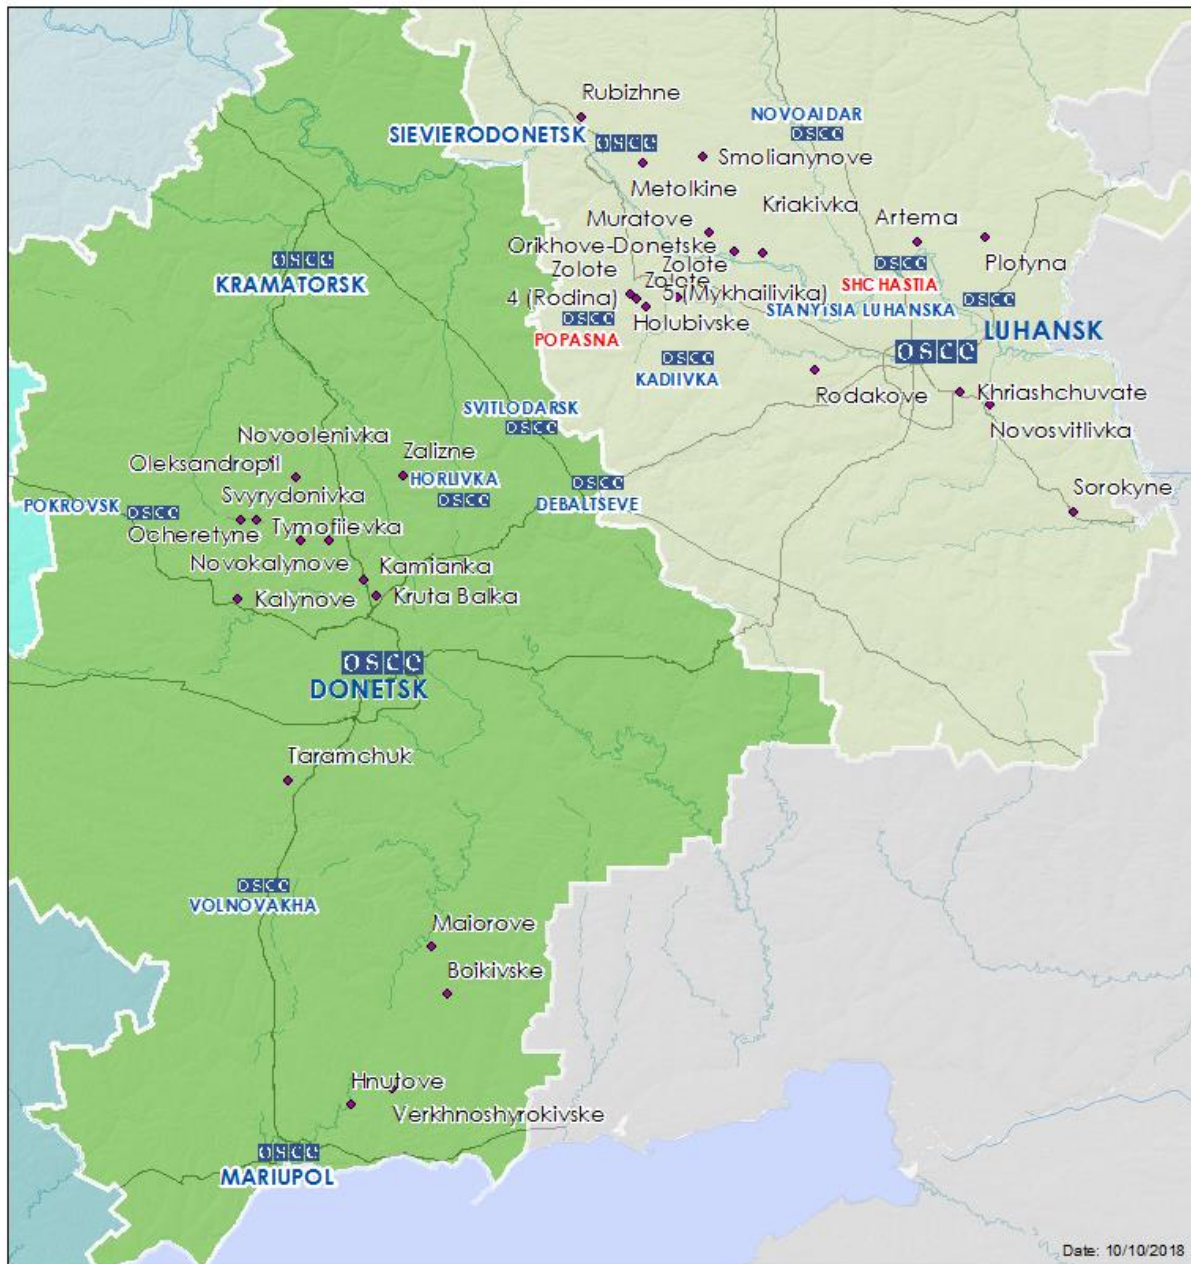 Rubizhne
NOVOAIDAR
SIEVIERODONETSK
OSCE
OSCE
Smolianynove
Metolkine
Kriakivka
Muratove
Artema
Orikhove-Donetske
OSCE
Zolote
Zolote
OSCE
Plotyna
KRAMATORSK
Zolote
SHCHASTIA
4 (Rodina)
5 (Mykhailivika)
STANYTSIA LUHANSKA
OSCE
OSCE
Holubivske
LUHANSK
POPASNA
OSCE
OSCE
KADIIVKA
Rodakove
Khriashchuvate
SVITLODARSK
OSCE
Novosvitlivka
Novoolenivka
Zalizne
Oleksandropil
HORLIVKA
OSCE
Sorokyne
Svyrydonivka
OSCE
POKROVSK
OSCE
DEBALTSEVE
Ocheretyne
Tymofiievka
Novokalynove
Kamianka
Kalynove
Kruta Balka
OSCE
DONETSK
Taramchuk
OSCE
VOLNOVAKHA
Maiorove
Boikivske
Hnutove
Verkhnoshyrokivske
OSCE
MARIUPOL
Date: 10/10/2018